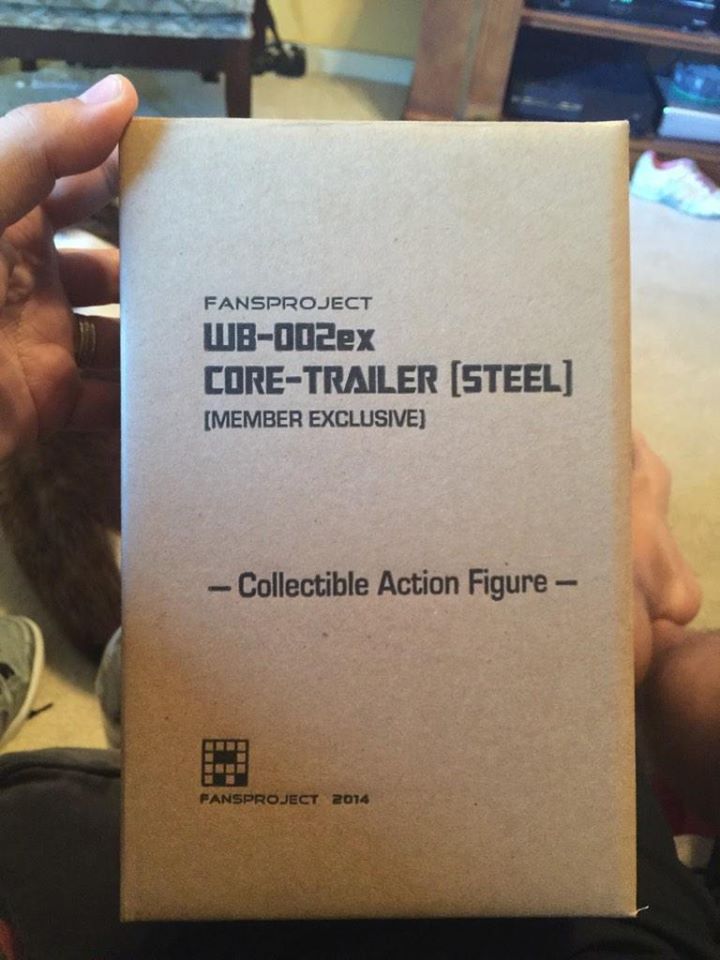 FANSPROJECT
WB-002ex
CORE-TRAILER [STEEL]
[MEMBER EXCLUSIVE]
— Collectible Action Figure —
FANSPROJECT 2014